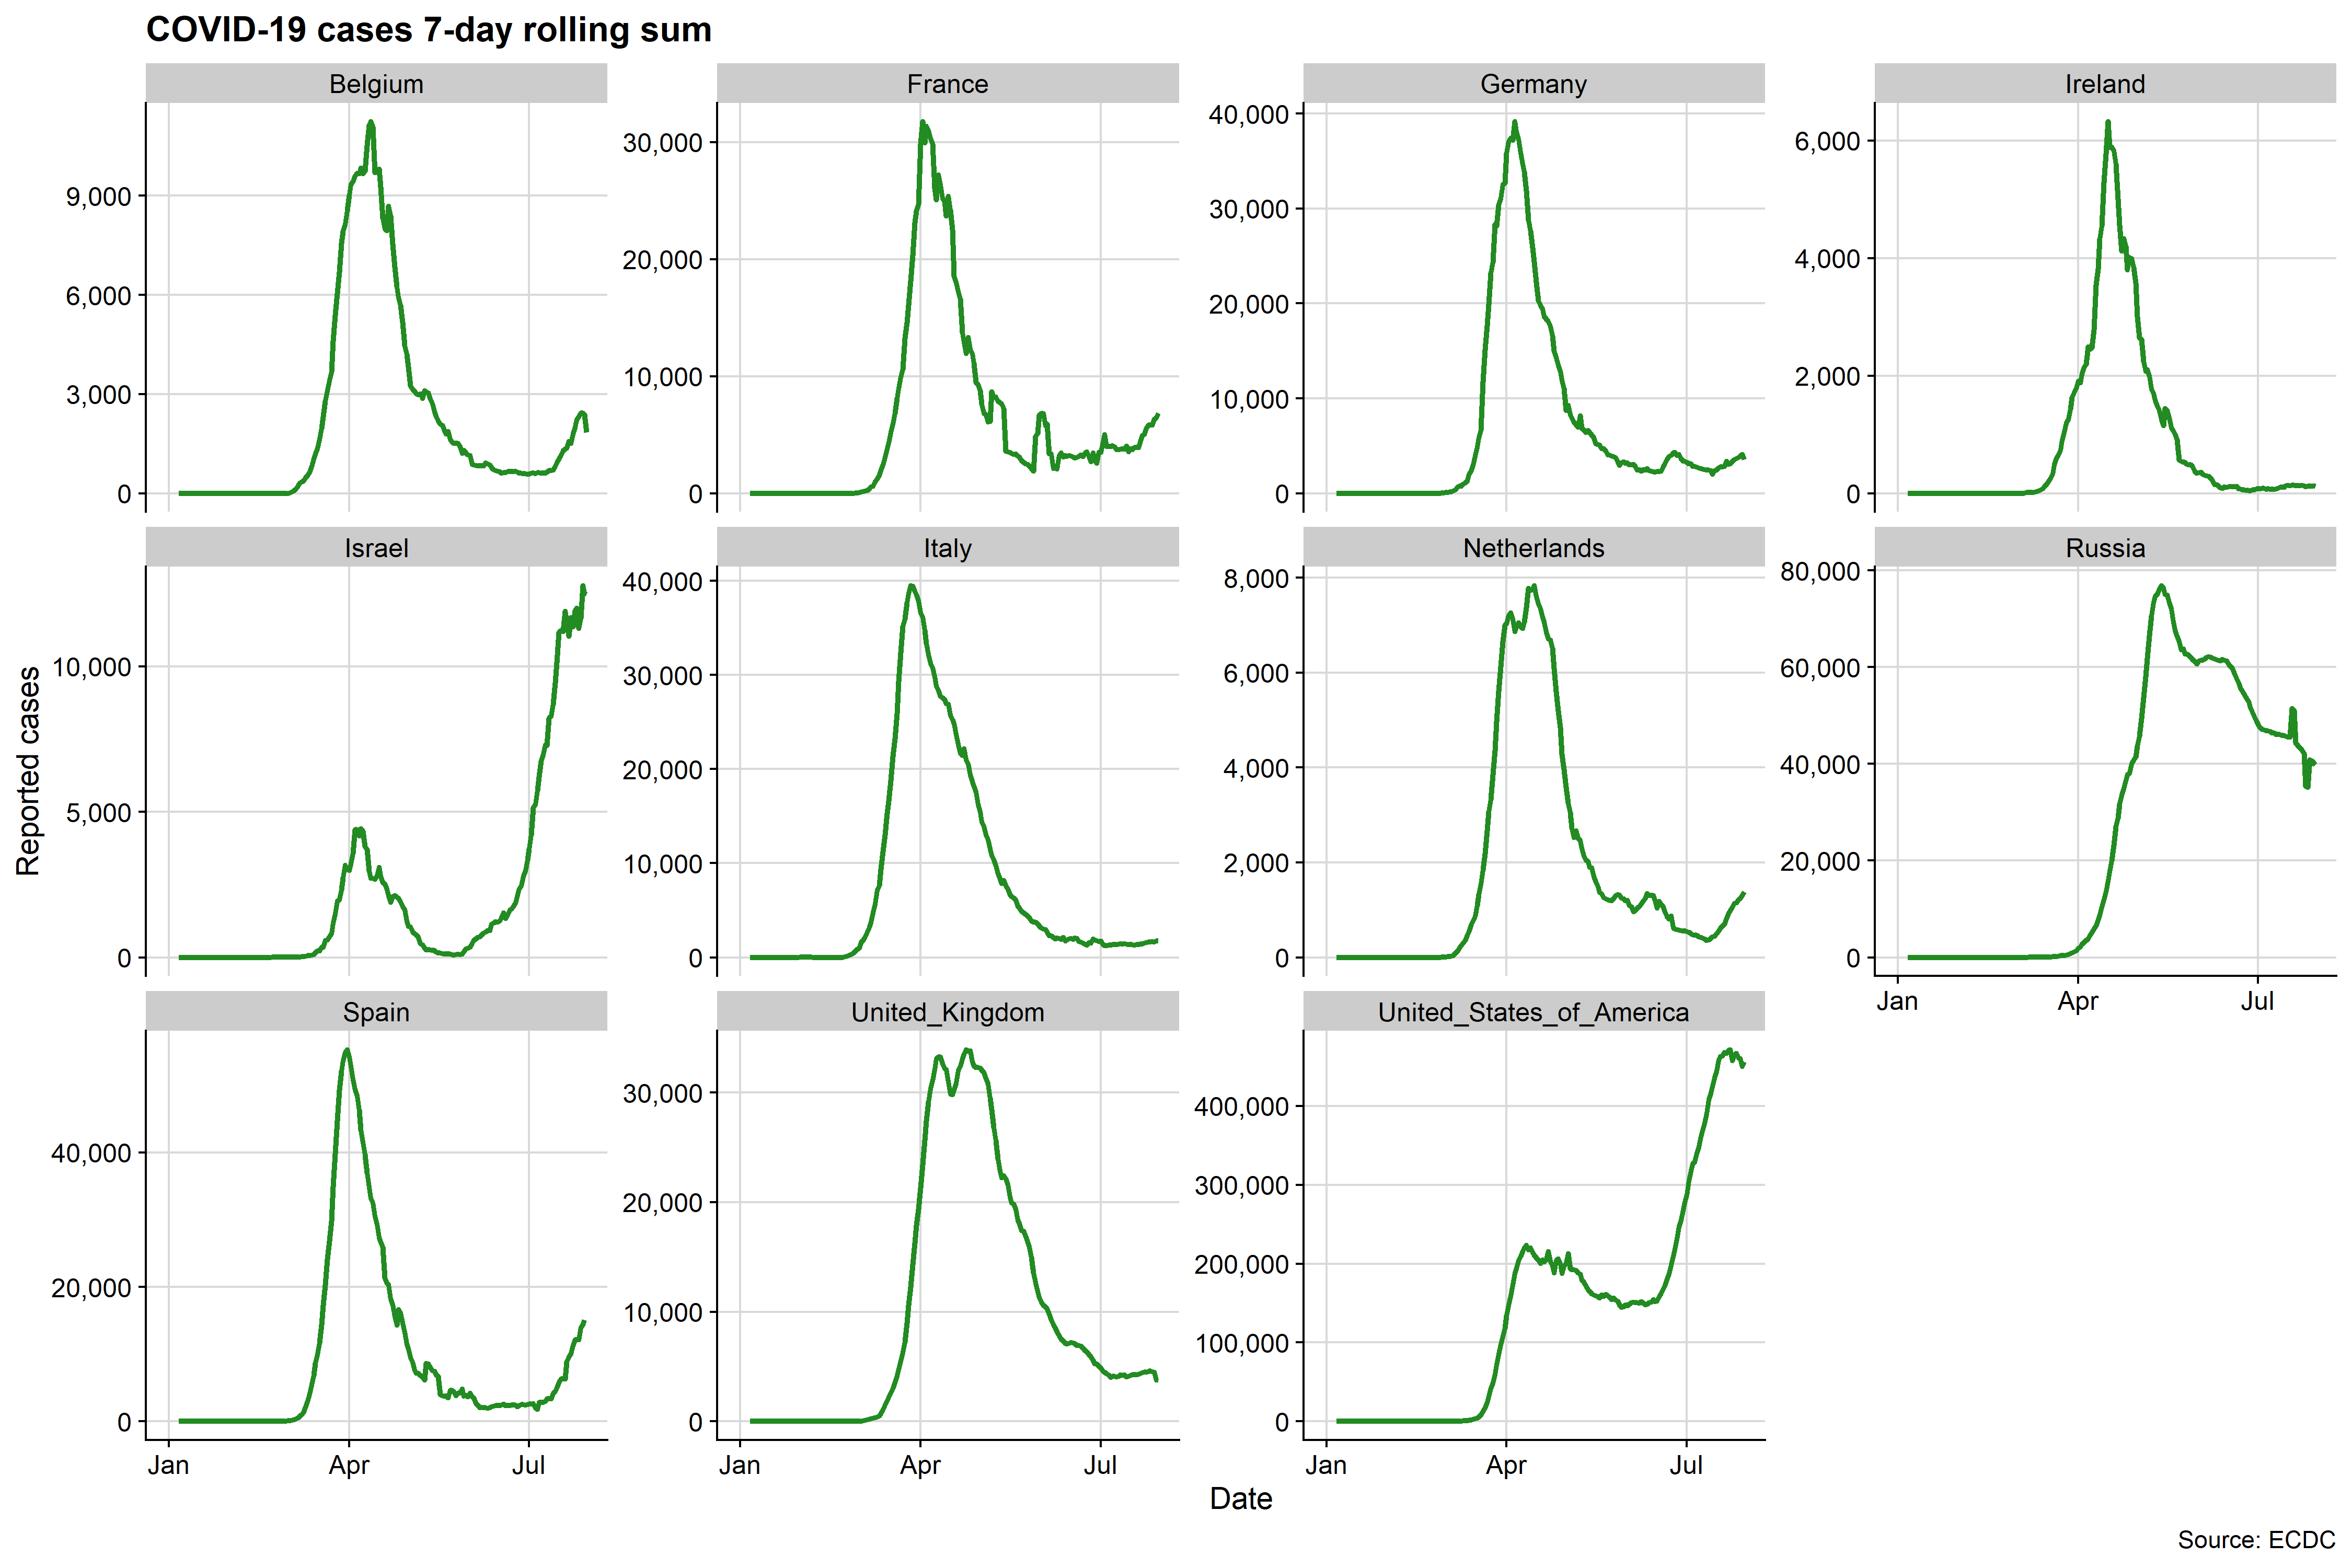 COVID-19 cases 7-day rolling sum
Belgium
France
Germany
Ireland
9,000
6,000
3,000
0
30,000
20,000
10,000
0
40,000
30,000
20,000
10,000
0
6,000
4,000
2,000
0
Israel
Italy
Netherlands
Russia
10,000
5,000
0
40,000
30,000
20,000
10,000
0
8,000
6,000
4,000
2,000
0
80,000
60,000
40,000
20,000
0
Jan Apr Jul
Reported cases
Spain
United_Kingdom
United_States_of_America
40,000
20,000
0
30,000
20,000
10,000
0
400,000
300,000
200,000
100,000
0
Jan Apr Jul
Jan Apr Jul
Jan Apr Jul
Date
Source: ECDC